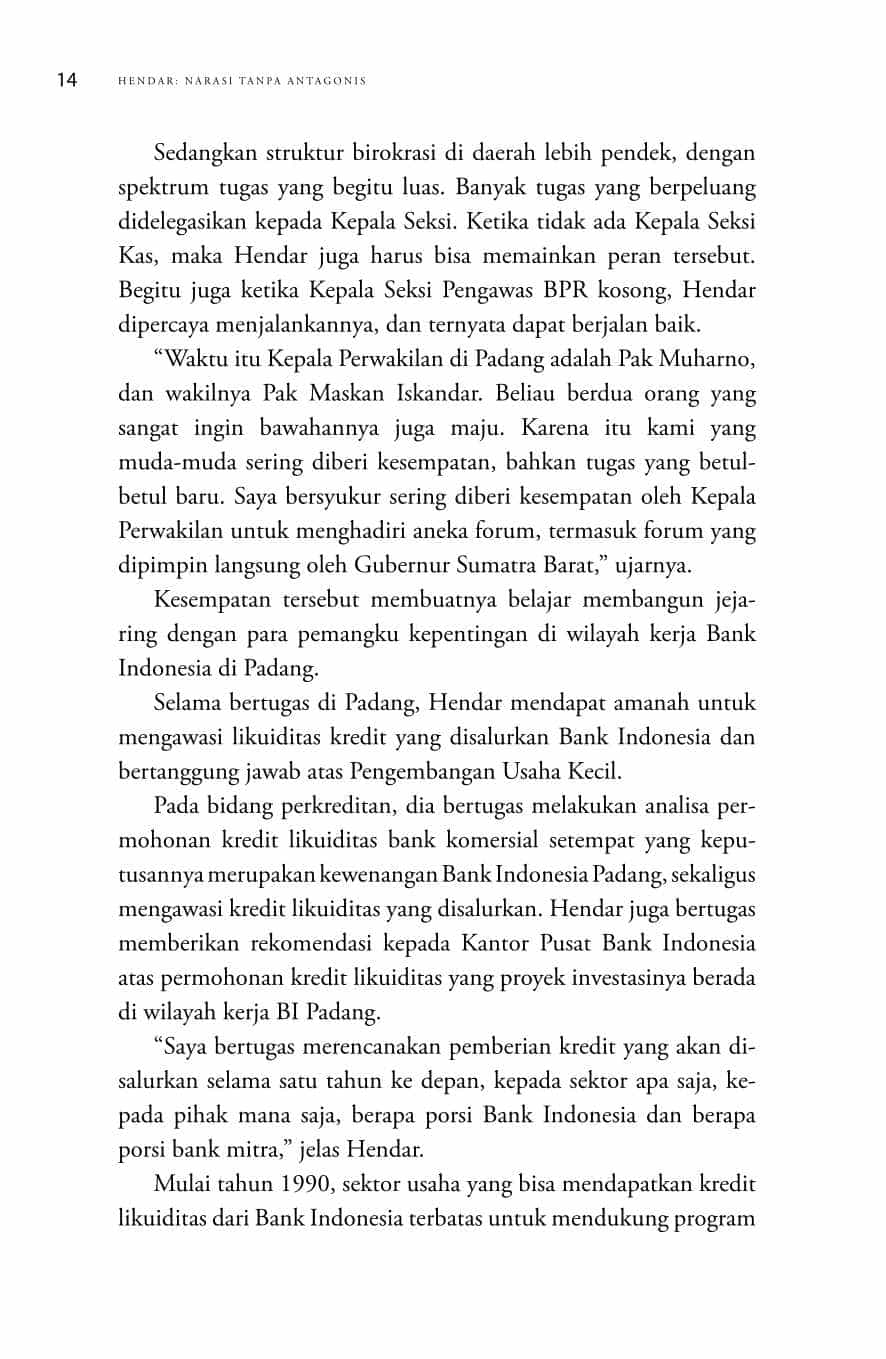 14
HENDAR: NARASI TANPA ANTAGONIS
Sedangkan struktur birokrasi di daerah lebih pendek, dengan
spektrum tugas yang begitu luas. Banyak tugas yang berpeluang
didelegasikan kepada Kepala Seksi. Ketika tidak ada Kepala Seksi
Kas, maka Hendar juga harus bisa memainkan peran tersebut.
Begitu juga ketika Kepala Seksi Pengawas BPR kosong, Hendar
dipercaya menjalankannya, dan ternyata dapat berjalan baik.
“Waktu itu Kepala Perwakilan di Padang adalah Pak Muharno,
dan wakilnya Pak Maskan Iskandar. Beliau berdua orang yang
sangat ingin bawahannya juga maju. Karena itu kami yang
muda-muda sering diberi kesempatan, bahkan tugas yang betul-
betul baru. Saya bersyukur sering diberi kesempatan oleh Kepala
Perwakilan untuk menghadiri aneka forum, termasuk forum yang
dipimpin langsung oleh Gubernur Sumatra Barat,” ujarnya.
Kesempatan tersebut membuatnya belajar membangun jeja-
ring dengan para pemangku kepentingan di wilayah kerja Bank
Indonesia di Padang.
Selama bertugas di Padang, Hendar mendapat amanah untuk
mengawasi likuiditas kredit yang disalurkan Bank Indonesia dan
bertanggung jawab atas Pengembangan Usaha Kecil.
Pada bidang perkreditan, dia bertugas melakukan analisa per-
mohonan kredit likuiditas bank komersial setempat yang kepu-
tusannya merupakan kewenangan Bank Indonesia Padang, sekaligus
mengawasi kredit likuiditas yang disalurkan. Hendar juga bertugas
memberikan rekomendasi kepada Kantor Pusat Bank Indonesia
atas permohonan kredit likuiditas yang proyek investasinya berada
di wilayah kerja BI Padang.
“Saya bertugas merencanakan pemberian kredit yang akan di-
salurkan selama satu tahun ke depan, kepada sektor apa saja, ke-
pada pihak mana saja, berapa porsi Bank Indonesia dan berapa
porsi bank mitra,” jelas Hendar.
Mulai tahun 1990, sektor usaha yang bisa mendapatkan kredit
likuiditas dari Bank Indonesia terbatas untuk mendukung program